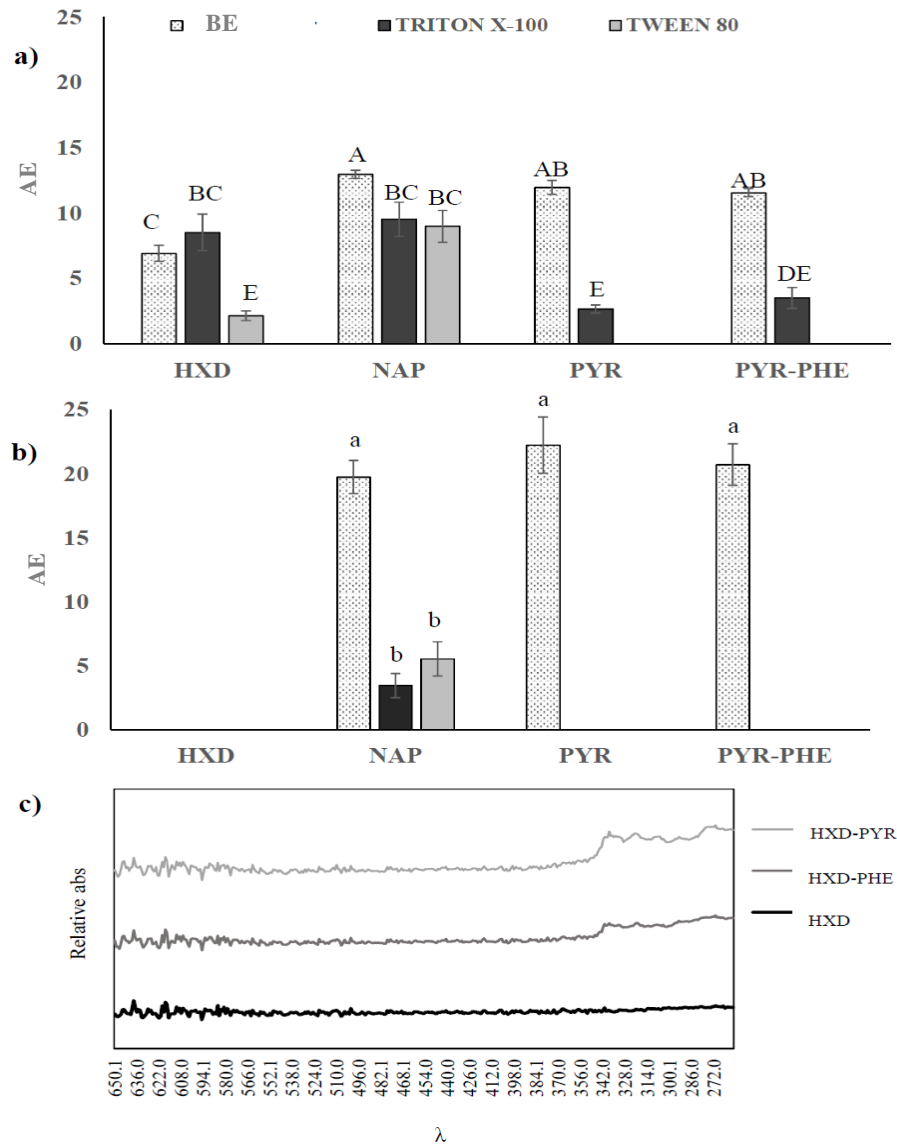 25 BE . TRITON X-100 TWEEN 80
a)
20
15
10
5
0
AE
A
AB
AB
BC
BC
BC
C
E
E
DE
HXD NAP PYR PYR-PHE
b)
25
20
15
10
5
0
AE
a
a
a
b
b
HXD NAP PYR PYR-PHE
c)
Relative abs
HXD-PYR
HXD-PHE
HXD
650.1 636.0 622.0 608.0 594.1 580.0 566.0 552.1 538.0 524.0 510.0 496.0 482.1 468.1 454.0 440.0 426.0 412.0 398.0 384.1 370.0 356.0 342.0 328.0 314.0 300.1 286.0 272.0
λ